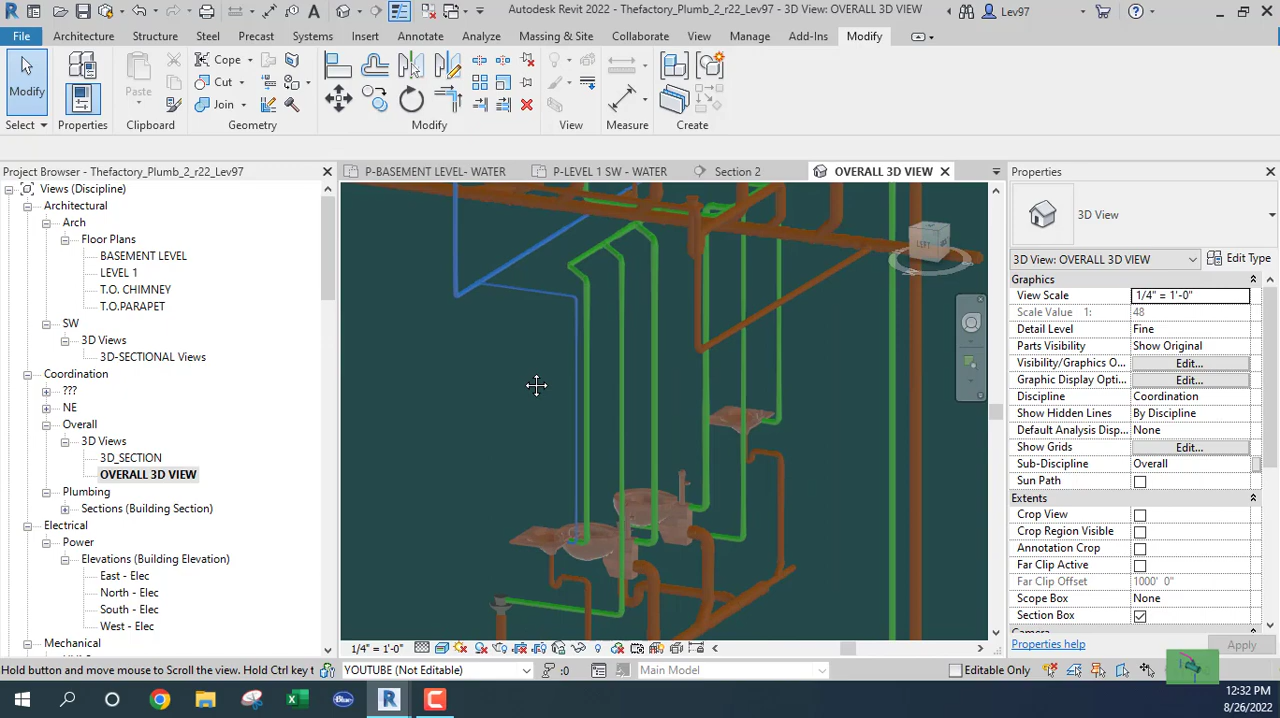 Autodesk Revit 2022 - Thefactory_Plumb_2_r22_Lev97 - 3D View: OVERALL 3D VIEW
Lev97
File Architecture Structure Steel Precast Systems Insert Annotate Analyze Massing & Site Collaborate View Manage Add-Ins Modify
Modify
Properties
Paste
Cope
Cut
Join
Select Properties Clipboard Geometry Modify View Measure Create
Project Browser - Thefactory_Plumb_2_r22_Lev97
P-BASEMENT LEVEL- WATER
P-LEVEL 1 SW - WATER
Section 2
OVERALL 3D VIEW
Properties
Views (Discipline)
Architectural
Arch
Floor Plans
BASEMENT LEVEL
LEVEL 1
T.O. CHIMNEY
T.O.PARAPET
SW
3D Views
3D-SECTIONAL Views
Coordination
???
NE
Overall
3D Views
3D_SECTION
OVERALL 3D VIEW
Plumbing
Sections (Building Section)
Electrical
Power
Elevations (Building Elevation)
East - Elec
North - Elec
South - Elec
West - Elec
Mechanical
LEFT
3D View
3D View: OVERALL 3D VIEW
Edit Type
Graphics
View Scale 1/4" = 1'-0"
Scale Value 1: 48
Detail Level Fine
Parts Visibility Show Original
Visibility/Graphics O... Edit...
Graphic Display Opti... Edit...
Discipline Coordination
Show Hidden Lines By Discipline
Default Analysis Disp... None
Show Grids Edit...
Sub-Discipline Overall
Sun Path
Extents
Crop View
Crop Region Visible
Annotation Crop
Far Clip Active
Far Clip Offset 1000' 0"
Scope Box None
Section Box
Properties help
Apply
1/4" = 1'-0"
Hold button and move mouse to Scroll the view. Hold Ctrl key t
YOUTUBE (Not Editable)
:0
Main Model
Editable Only
12:32 PM
8/26/2022